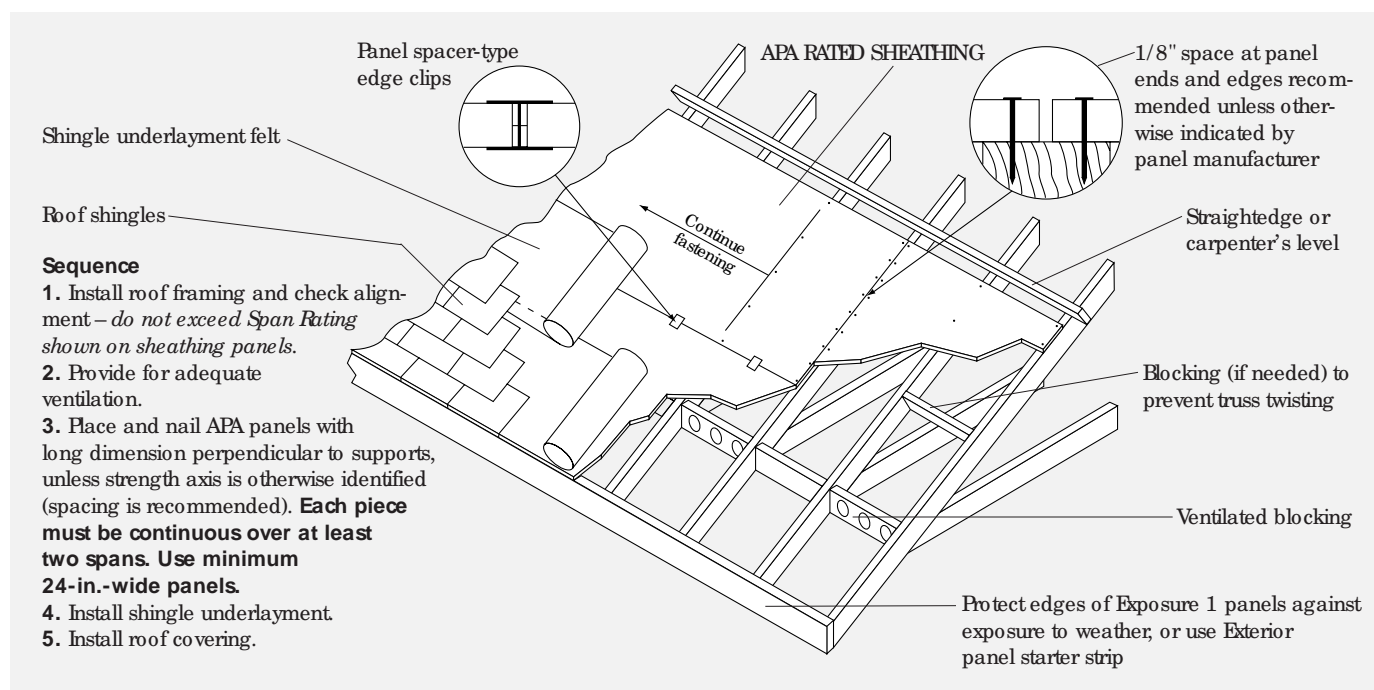 Panel spacer-type
edge clips
APA RATED SHEATHING
1/8" space at panel
ends and edges recom-
mended unless other-
wise indicated by
panel manufacturer
Shingle underlayment felt
Roof shingles
Continue
fastening
Straightedge or
carpenter's level
Sequence
1. Install roof framing and check align-
ment – do not exceed Span Rating
shown on sheathing panels.
2. Provide for adequate
ventilation.
3. Place and nail APA panels with
long dimension perpendicular to supports,
unless strength axis is otherwise identified
(spacing is recommended). Each piece
must be continuous over at least
two spans. Use minimum
24-in.-wide panels.
4. Install shingle underlayment.
5. Install roof covering.
Blocking (if needed) to
prevent truss twisting
Ventilated blocking
Protect edges of Exposure 1 panels against
exposure to weather, or use Exterior
panel starter strip